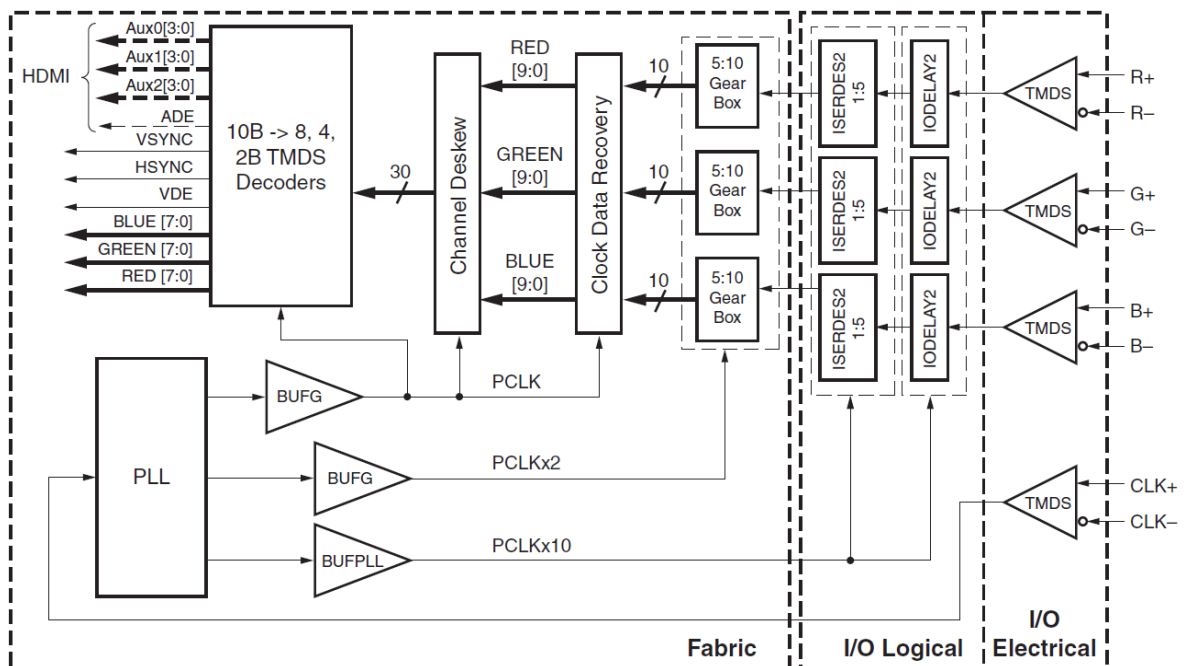 HDMI
Aux0[3:0]
Aux1[3:0]
Aux2[3:0]
ADE
VSYNC
HSYNC
VDE
BLUE [7:0]
GREEN [7:0]
RED [7:0]
10B -> 8, 4,
2B TMDS
Decoders
30
Channel Deskew
RED
[9:0]
GREEN
[9:0]
BLUE
[9:0]
Clock Data Recovery
10
10
10
5:10
Gear
Box
5:10
Gear
Box
5:10
Gear
Box
ISERDES2
1:5
ISERDES2
1:5
ISERDES2
1:5
IODELAY2
IODELAY2
IODELAY2
TMDS
R+
R–
TMDS
G+
G–
TMDS
B+
B–
TMDS
CLK+
CLK–
PLL
BUFG
PCLK
BUFG
PCLKx2
BUFPLL
PCLKx10
Fabric
I/O Logical
I/O
Electrical